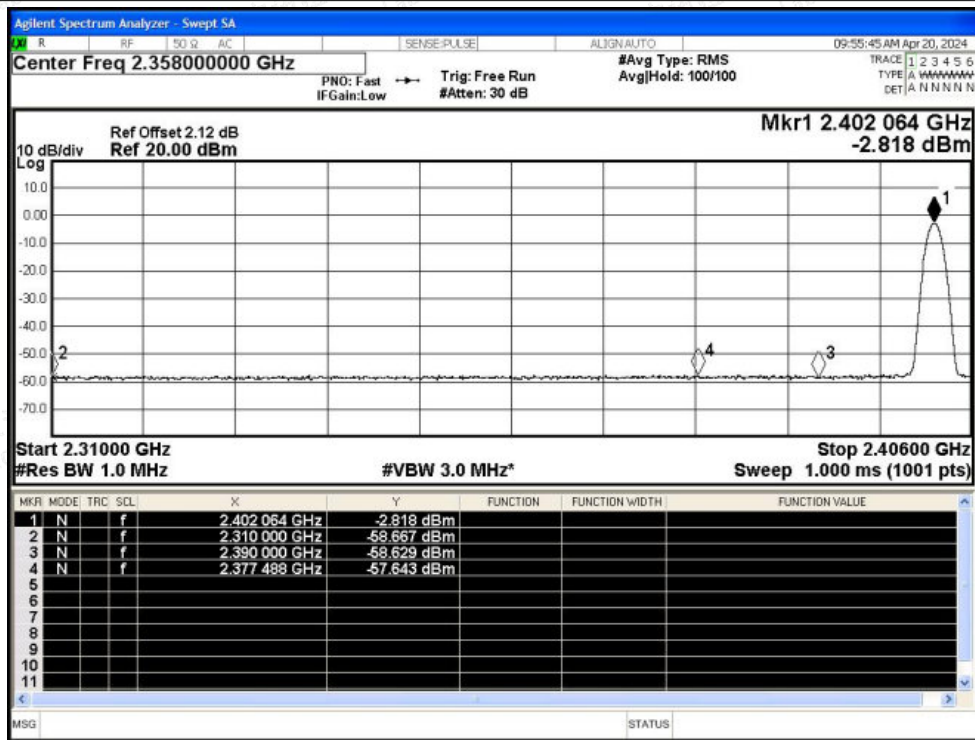 Agilent Spectrum Analyzer - Swept SA
LXI R RF 50 Ω AC SENSE:PULSE ALIGN AUTO 09:55:45 AM Apr 20, 2024
Center Freq 2.358000000 GHz #Avg Type: RMS TRACE 1 2 3 4 5 6
PNO: Fast Trig: Free Run Avg|Hold: 100/100 TYPE A WWWWW
IFGain:Low #Atten: 30 dB DET A N N N N N
Mkr1 2.402 064 GHz
Ref Offset 2.12 dB -2.818 dBm
10 dB/div Ref 20.00 dBm
Log
10.0
1
0.00
-10.0
-20.0
-30.0
-40.0
-50.0 2 4 3
-60.0
-70.0
Start 2.31000 GHz Stop 2.40600 GHz
#Res BW 1.0 MHz #VBW 3.0 MHz* Sweep 1.000 ms (1001 pts)
MKR MODE TRC SCL X Y FUNCTION FUNCTION WIDTH FUNCTION VALUE
1 N f 2.402 064 GHz -2.818 dBm
2 N f 2.310 000 GHz -58.667 dBm
3 N f 2.390 000 GHz -58.629 dBm
4 N f 2.377 488 GHz -57.643 dBm
5
6
7
8
9
10
11
MSG STATUS